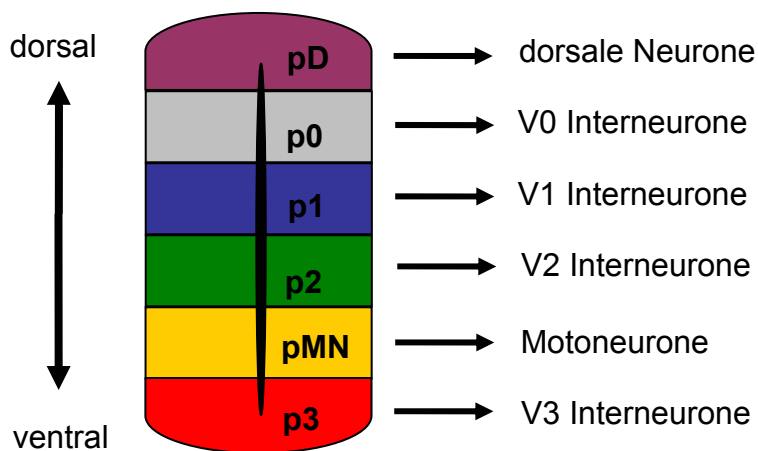 dorsal
pD
dorsale Neurone
p0
V0 Interneurone
p1
V1 Interneurone
p2
V2 Interneurone
pMN
Motoneurone
p3
V3 Interneurone
ventral